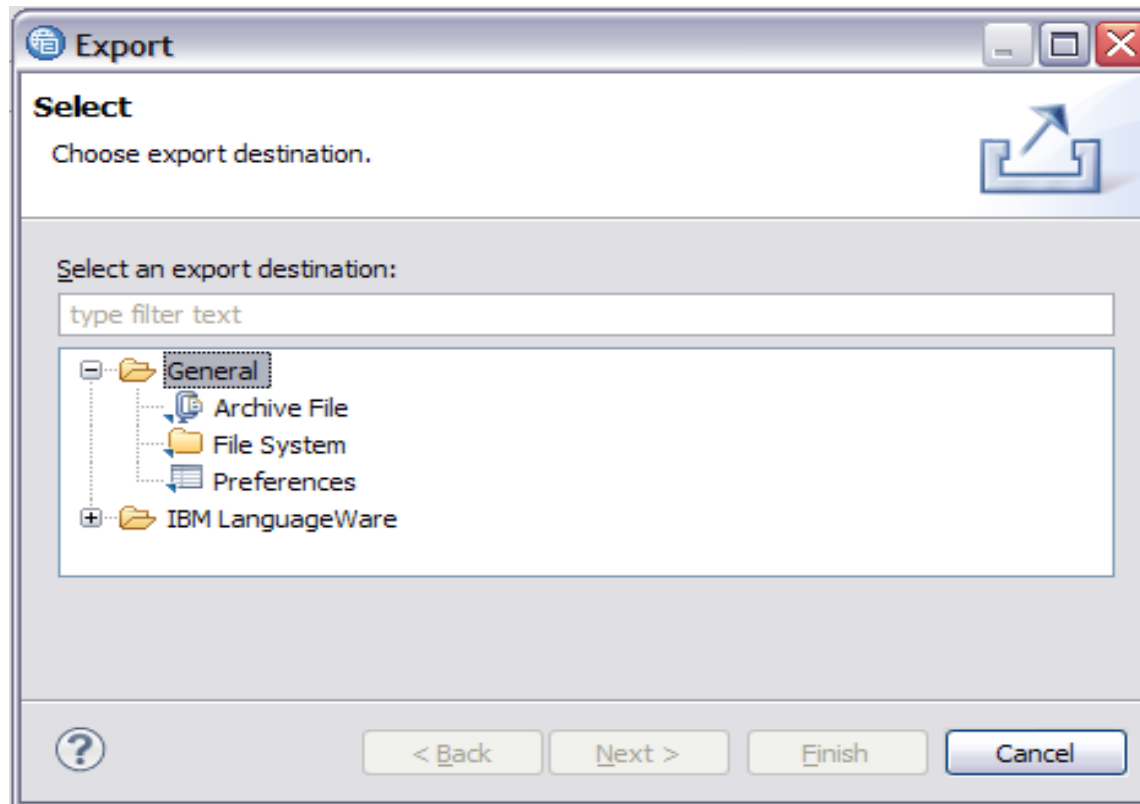 Export
Select
Choose export destination.
Select an export destination:
type filter text
General
Archive File
File System
Preferences
IBM LanguageWare
?
< Back Next > Finish Cancel